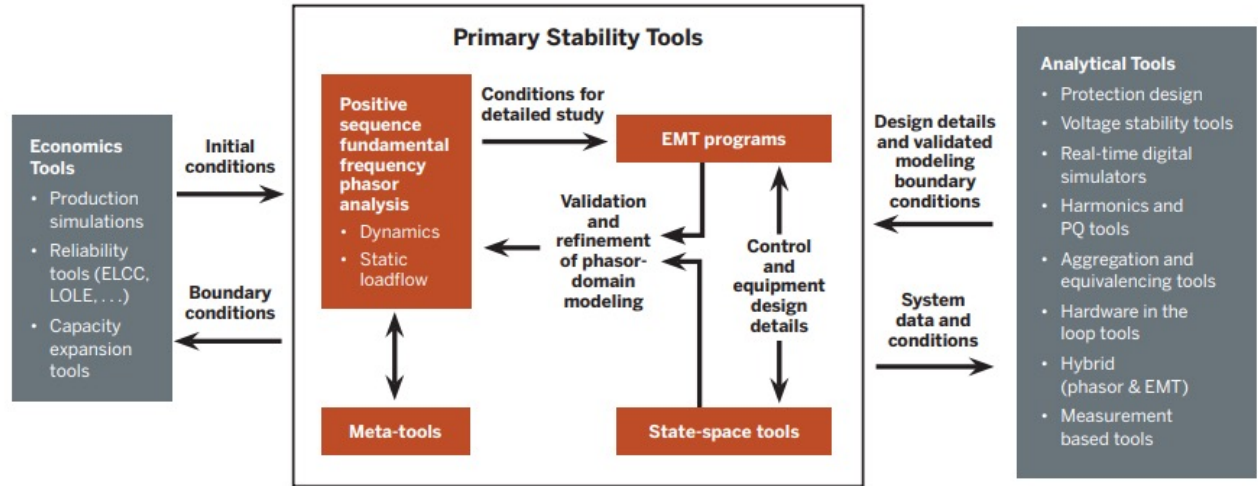 Primary Stability Tools
Economics
Tools
• Production
simulations
• Reliability
tools (ELCC,
LOLE, . . .)
• Capacity
expansion
tools
Initial
conditions
Boundary
conditions
Positive
sequence
fundamental
frequency
phasor
analysis
• Dynamics
• Static
loadflow
Conditions for
detailed study
EMT programs
Validation
and
refinement
of phasor-
domain
modeling
Control
and
equipment
design
details
Meta-tools
State-space tools
Design details
and validated
modeling
boundary
conditions
System
data and
conditions
Analytical Tools
• Protection design
• Voltage stability tools
• Real-time digital
simulators
• Harmonics and
PQ tools
• Aggregation and
equivalencing tools
• Hardware in the
loop tools
• Hybrid
(phasor & EMT)
• Measurement
based tools